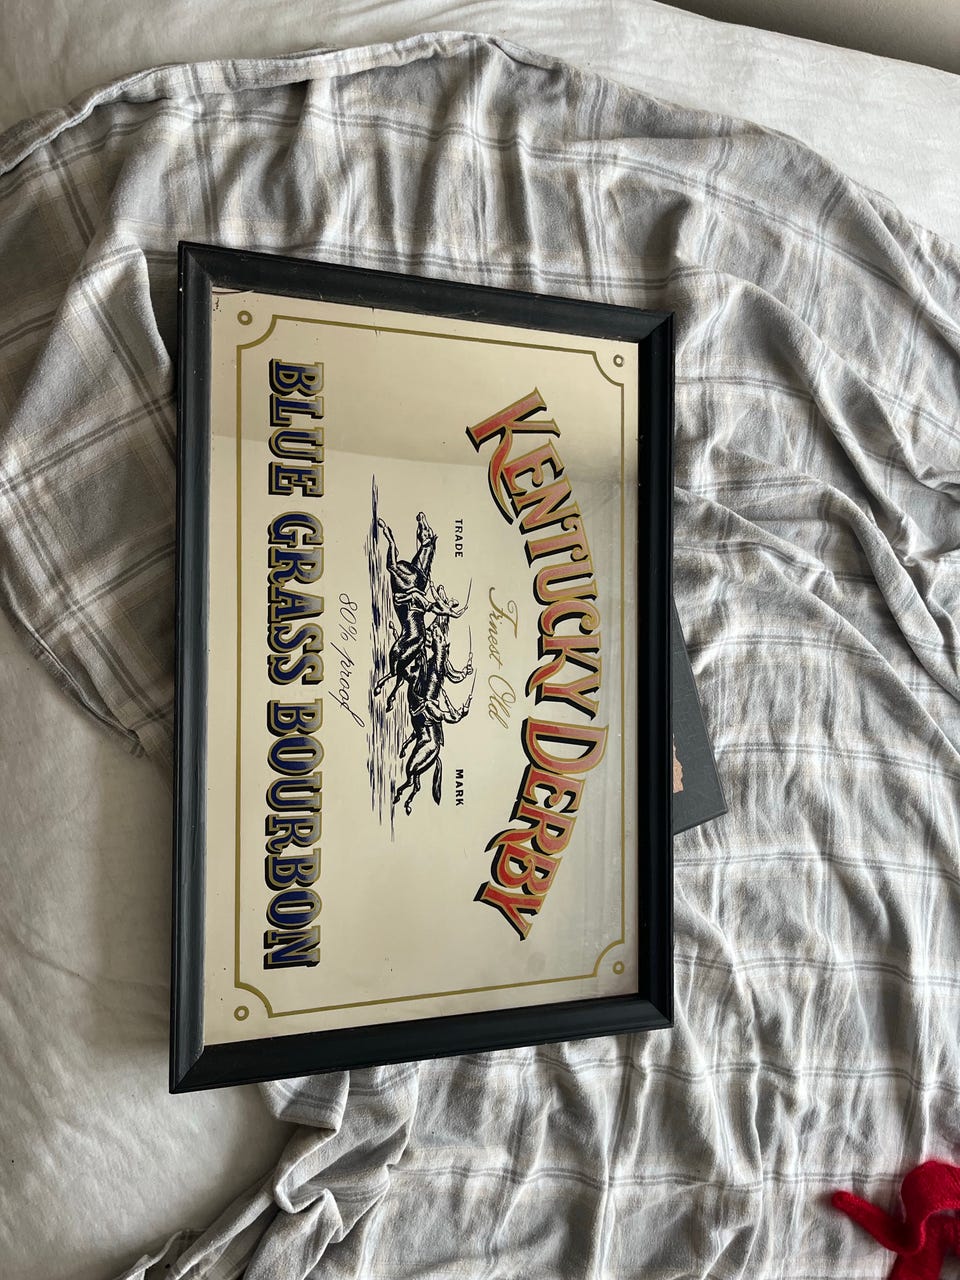 KENTUCKY DERBY
Finest Old
TRADE MARK
80% proof
BLUE GRASS BOURBON